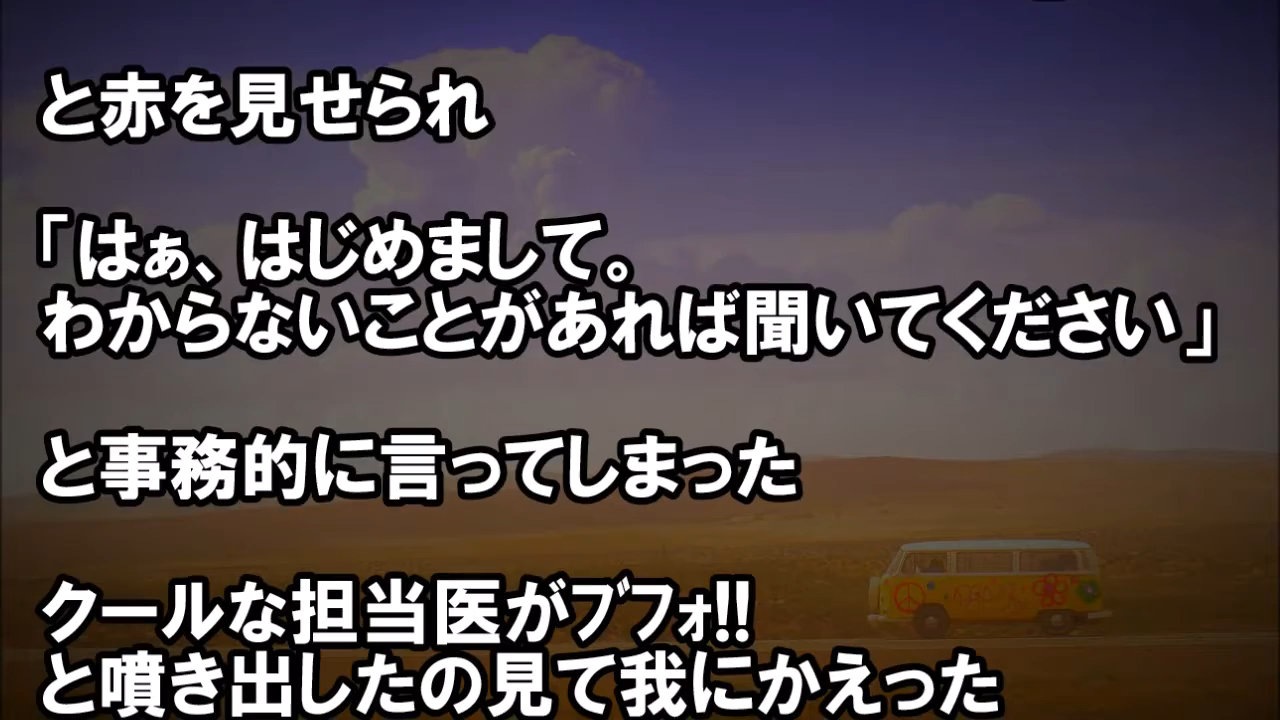 と赤を見せられ
「はぁ、はじめまして。
わからないことがあれば聞いてください」
と事務的に言ってしまった
クールな担当医がﾌﾞﾌｫ!!
と噴き出したの見て我にかえった